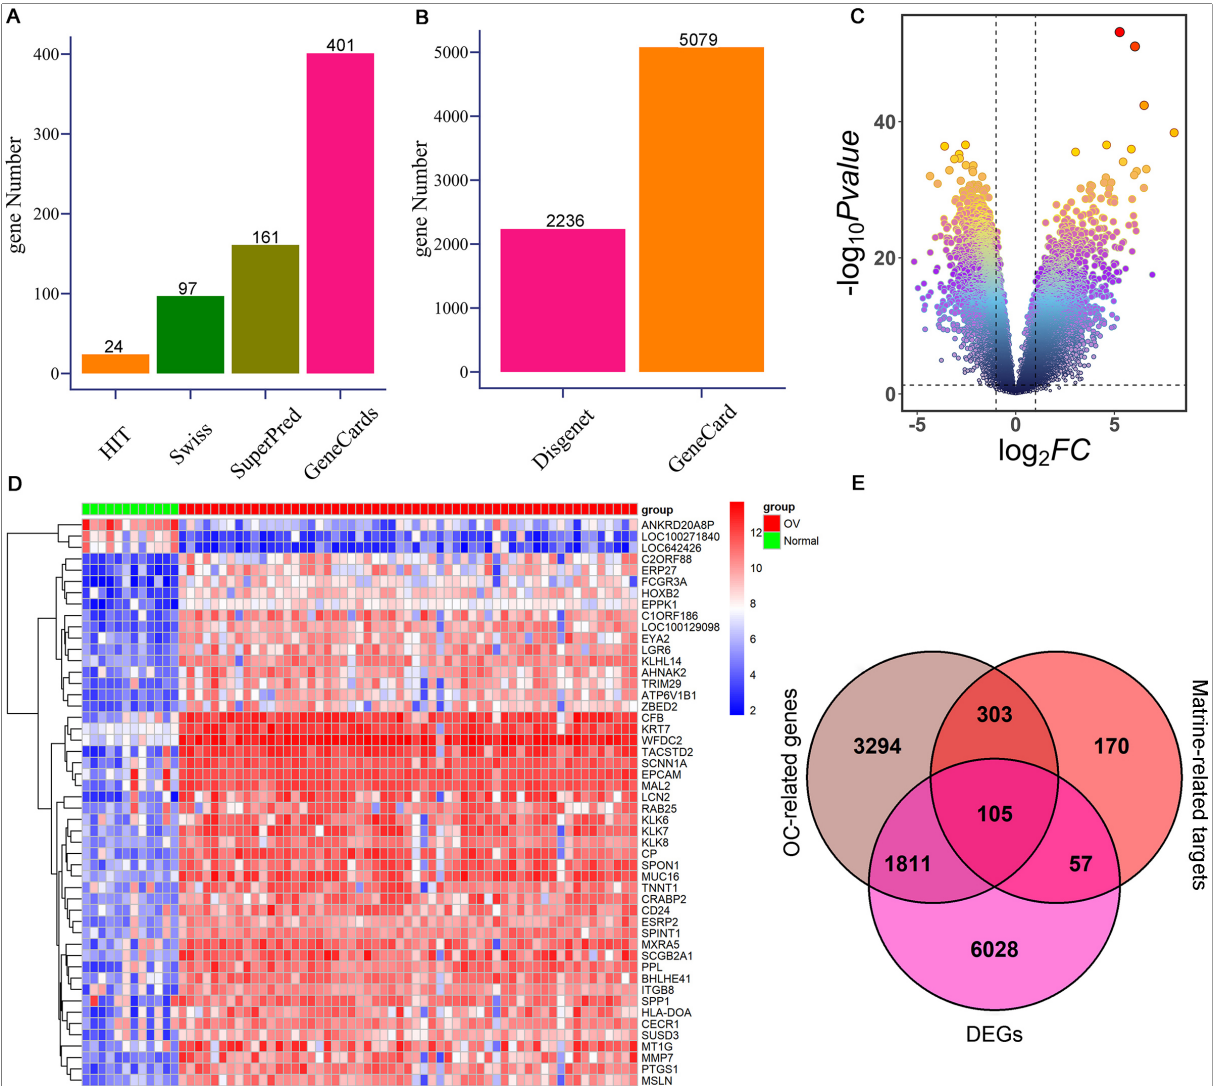 A
gene Number
400
300
200
100
0
24
97
161
401
HIT
Swiss
SuperPred
GeneCards
B
gene Number
5000
4000
3000
2000
1000
0
2236
5079
Disgenet
GeneCard
C
-log10Pvalue
40
20
0
-5
0
5
log2FC
D
group
ANKRD20A8P
LOC100271840
LOC642426
C2ORF88
ERP27
FCGR3A
HOXB2
EPPK1
C1ORF186
LOC100129098
EYA2
LGR6
KLHL14
AHNAK2
TRIM29
ATP6V1B1
ZBED2
CFB
KRT7
WFDC2
TACSTD2
SCNN1A
EPCAM
MAL2
LCN2
RAB25
KLK6
KLK7
KLK8
CP
SPON1
MUC16
TNNT1
CRABP2
CD24
ESRP2
SPINT1
MXRA5
SCGB2A1
PPL
BHLHE41
ITGB8
SPP1
HLA-DOA
CECR1
SUSD3
MT1G
MMP7
PTGS1
MSLN
12
10
8
6
4
2
group
OV
Normal
E
OC-related genes
Matrine-related targets
3294
303
170
105
1811
57
6028
DEGs